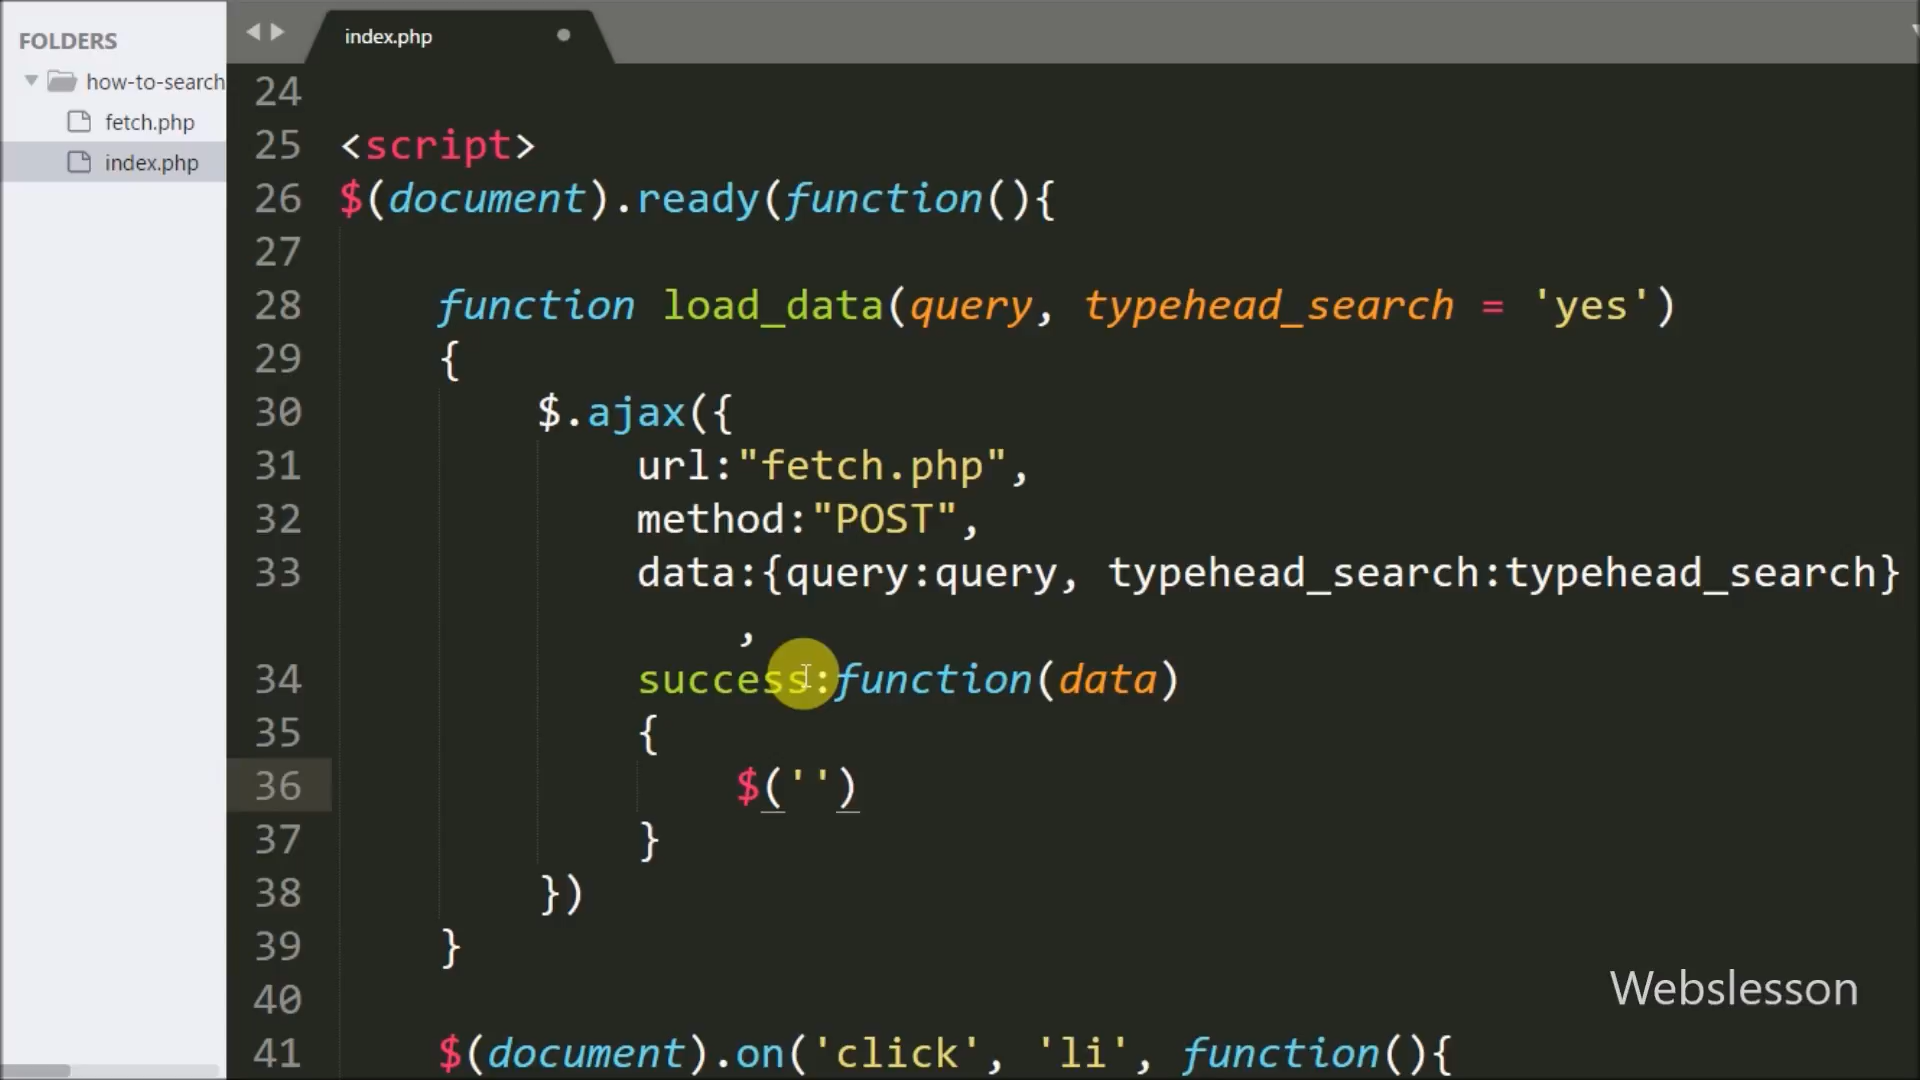 FOLDERS
how-to-search
fetch.php
index.php
index.php
24
25 <script>
26 $(document).ready(function(){
27
28 function load_data(query, typehead_search = 'yes')
29 {
30 $.ajax({
31 url:"fetch.php",
32 method:"POST",
33 data:{query:query, typehead_search:typehead_search}
,
34 success:function(data)
35 {
36 $('')
37 }
38 })
39 }
40
41 $(document).on('click', 'li', function(){
Webslesson